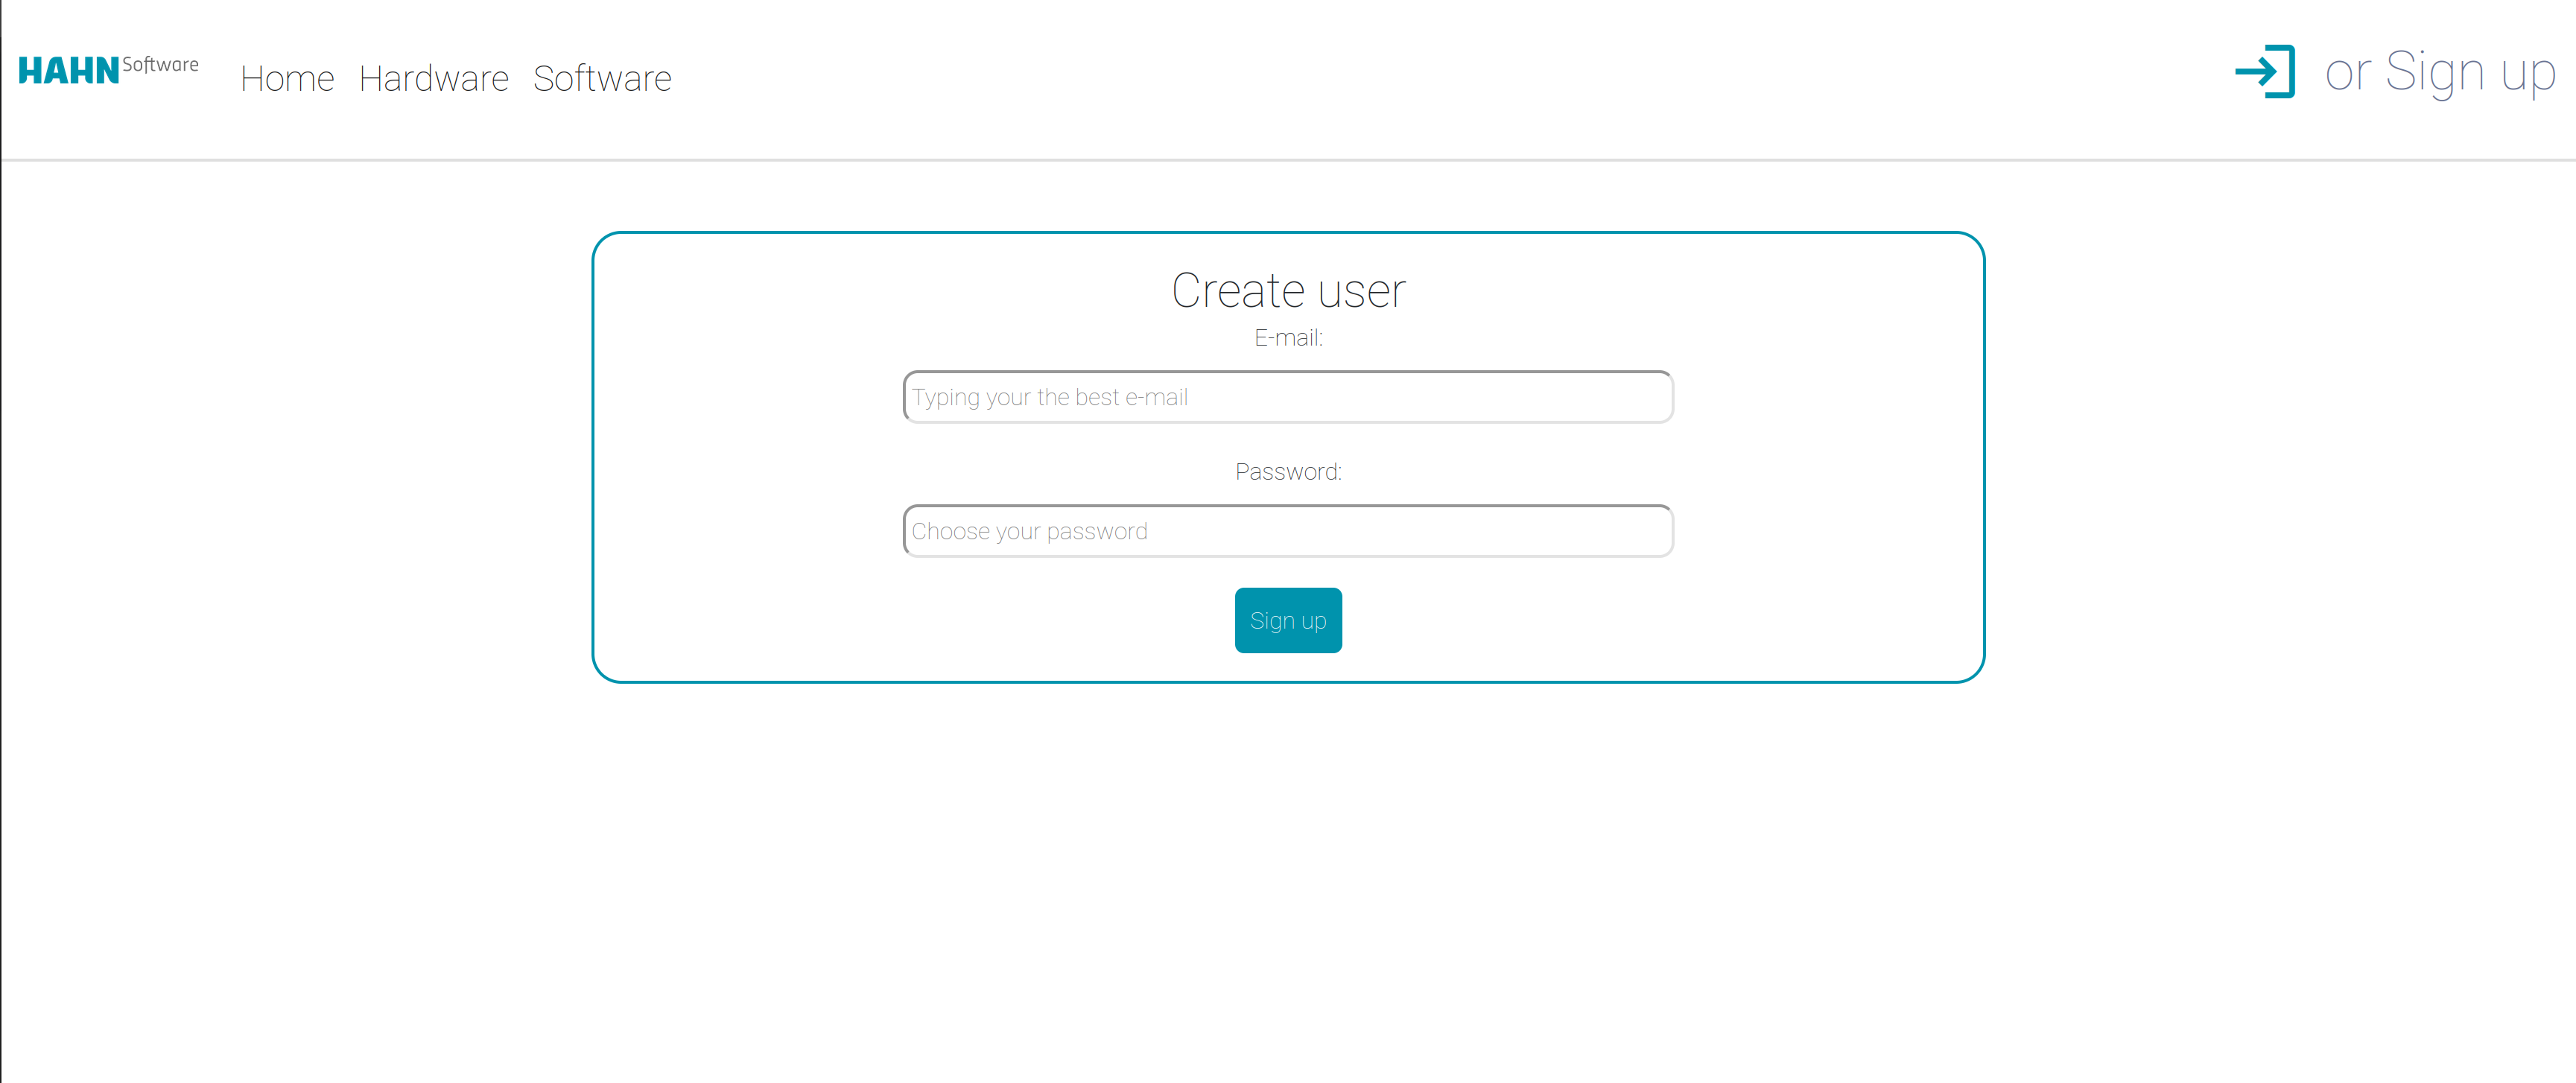 HAHN Software
Home Hardware Software
or Sign up
Create user
E-mail:
Typing your the best e-mail
Password:
Choose your password
Sign up